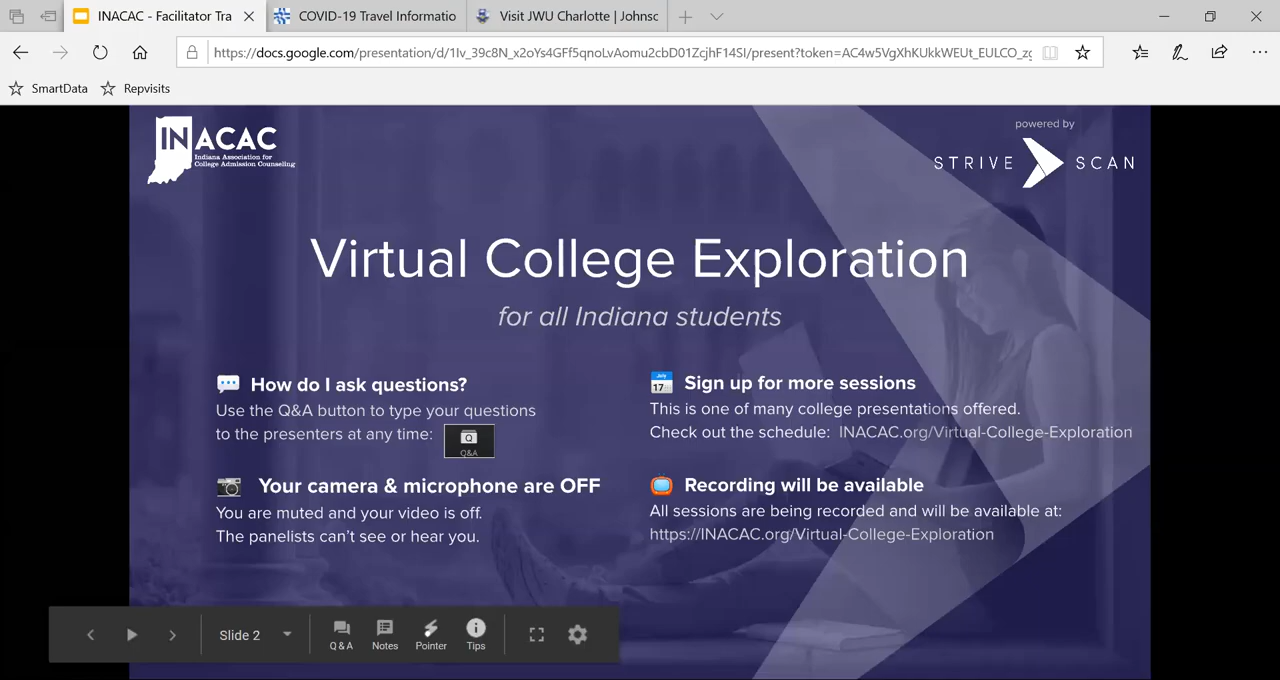 INACAC - Facilitator Tra
COVID-19 Travel Informatio
Visit JWU Charlotte | Johnsc
https://docs.google.com/presentation/d/1Iv_39c8N_x2oYs4GFf5qnoLvAomu2cbD01ZcjhF14SI/present?token=AC4w5VgXhKUkkWEUt_EULCO_zg
SmartData
Repvisits
INACAC
Indiana Association for
College Admission Counseling
powered by
STRIVE SCAN
Virtual College Exploration
for all Indiana students
How do I ask questions?
Use the Q&A button to type your questions
to the presenters at any time:
Q
Q&A
Your camera & microphone are OFF
You are muted and your video is off.
The panelists can't see or hear you.
July
17
Sign up for more sessions
This is one of many college presentations offered.
Check out the schedule: INACAC.org/Virtual-College-Exploration
Recording will be available
All sessions are being recorded and will be available at:
https://INACAC.org/Virtual-College-Exploration
Slide 2
Q & A
Notes
Pointer
Tips